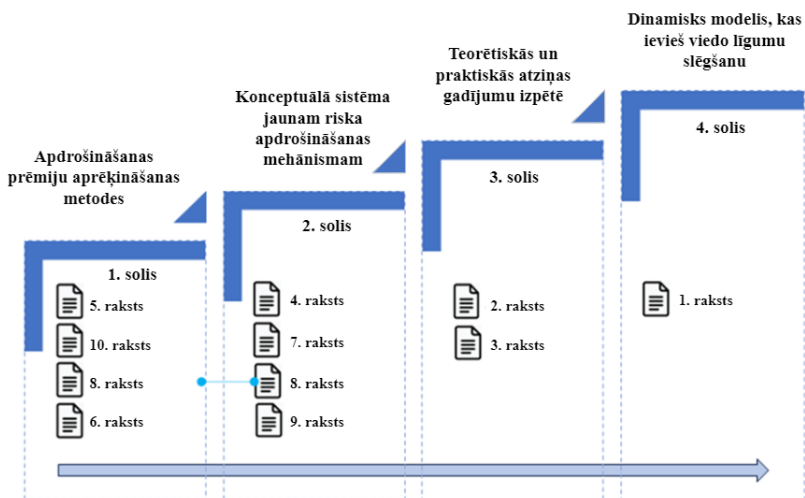 Apdrošināšanas
prēmiju aprēķināšanas
metodes
1. solis
5. raksts
10. raksts
8. raksts
6. raksts
Konceptuālā sistēma
jaunam riska
apdrošināšanas
mehānismam
2. solis
4. raksts
7. raksts
8. raksts
9. raksts
Teorētiskās un
praktiskās atziņas
gadījumu izpētē
3. solis
2. raksts
3. raksts
Dinamisks modelis, kas
ievieš viedo līgumu
slēgšanu
4. solis
1. raksts